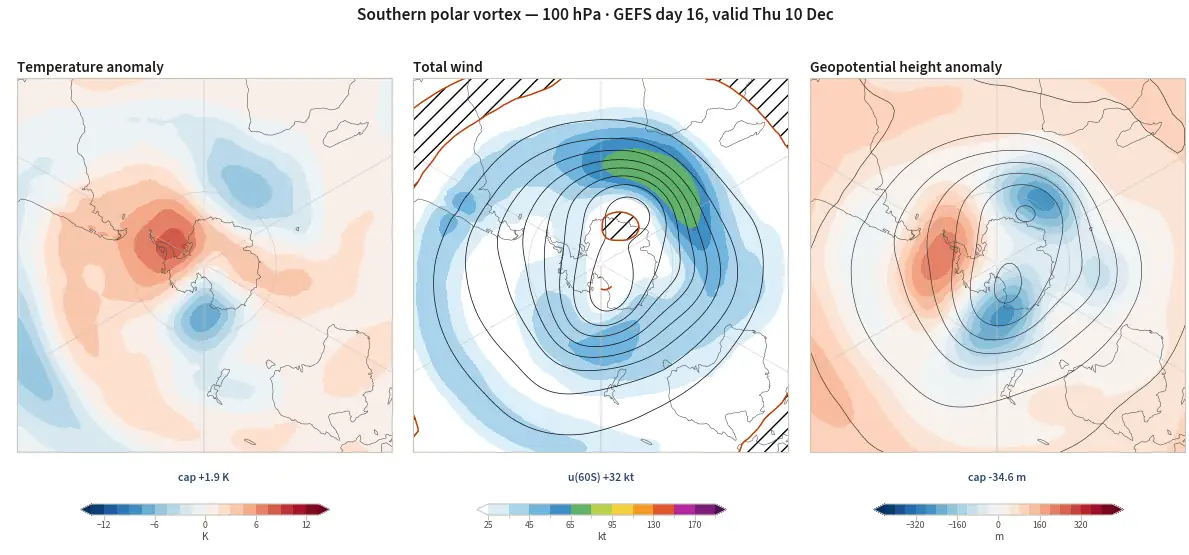 Southern polar vortex — 100 hPa · GEFS day 16, valid Thu 10 Dec
Temperature anomaly
Total wind
Geopotential height anomaly
cap +1.9 K
u(60S) +32 kt
cap -34.6 m
−12 −6 0 6 12
K
25 45 65 95 130 170
kt
−320 −160 0 160 320
m